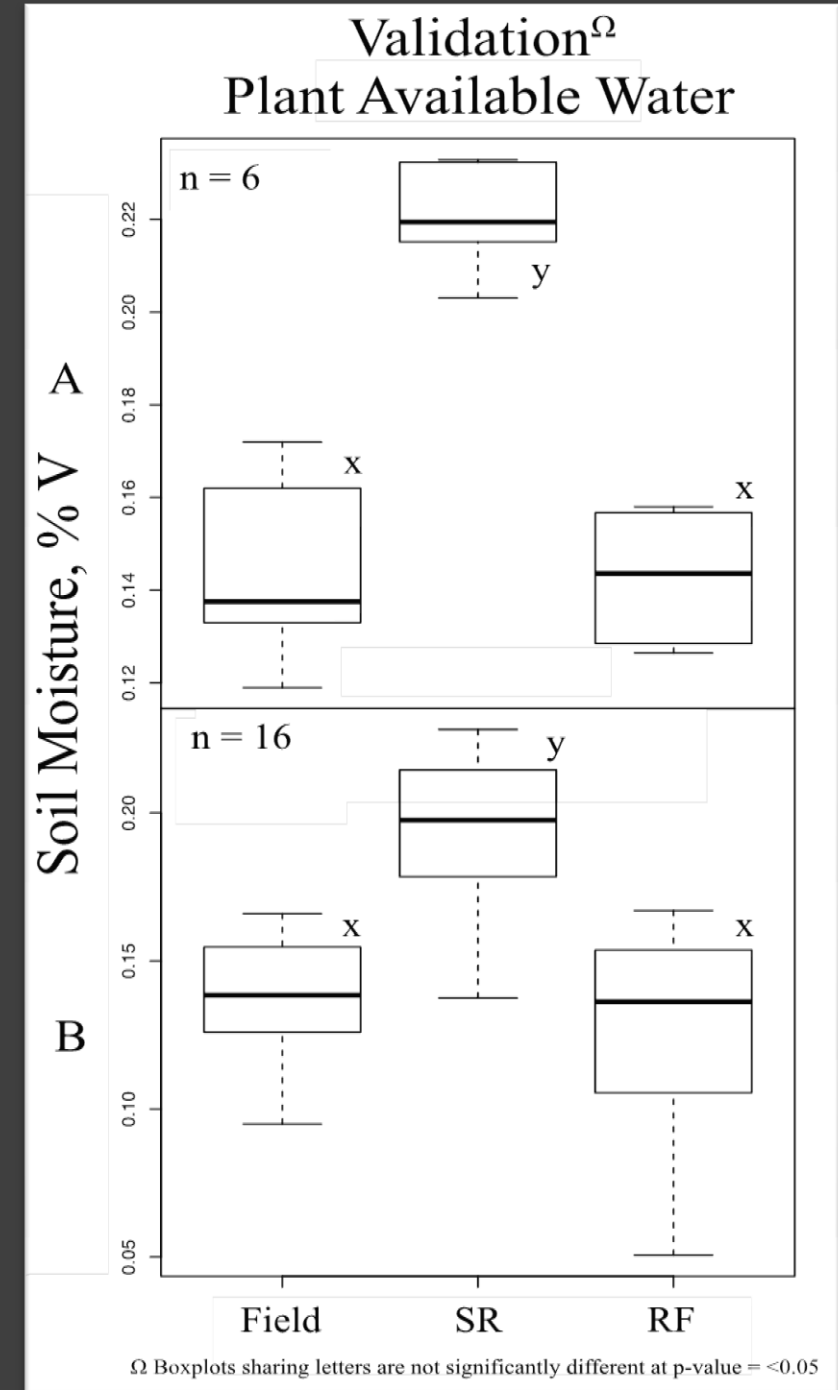 Validation^Ω
Plant Available Water
Soil Moisture, % V
A
n = 6
0.22
0.20
0.18
0.16
0.14
0.12
x
y
x
B
n = 16
0.20
0.15
0.10
0.05
x
y
x
Field SR RF
Ω Boxplots sharing letters are not significantly different at p-value = <0.05